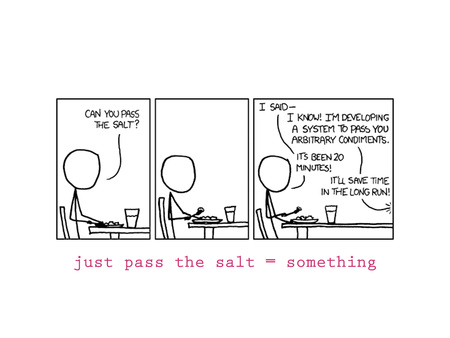 CAN YOU PASS
THE SALT?
I SAID—
I KNOW! I'M DEVELOPING
A SYSTEM TO PASS YOU
ARBITRARY CONDIMENTS.
IT'S BEEN 20
MINUTES!
IT'LL SAVE TIME
IN THE LONG RUN!
just pass the salt = something